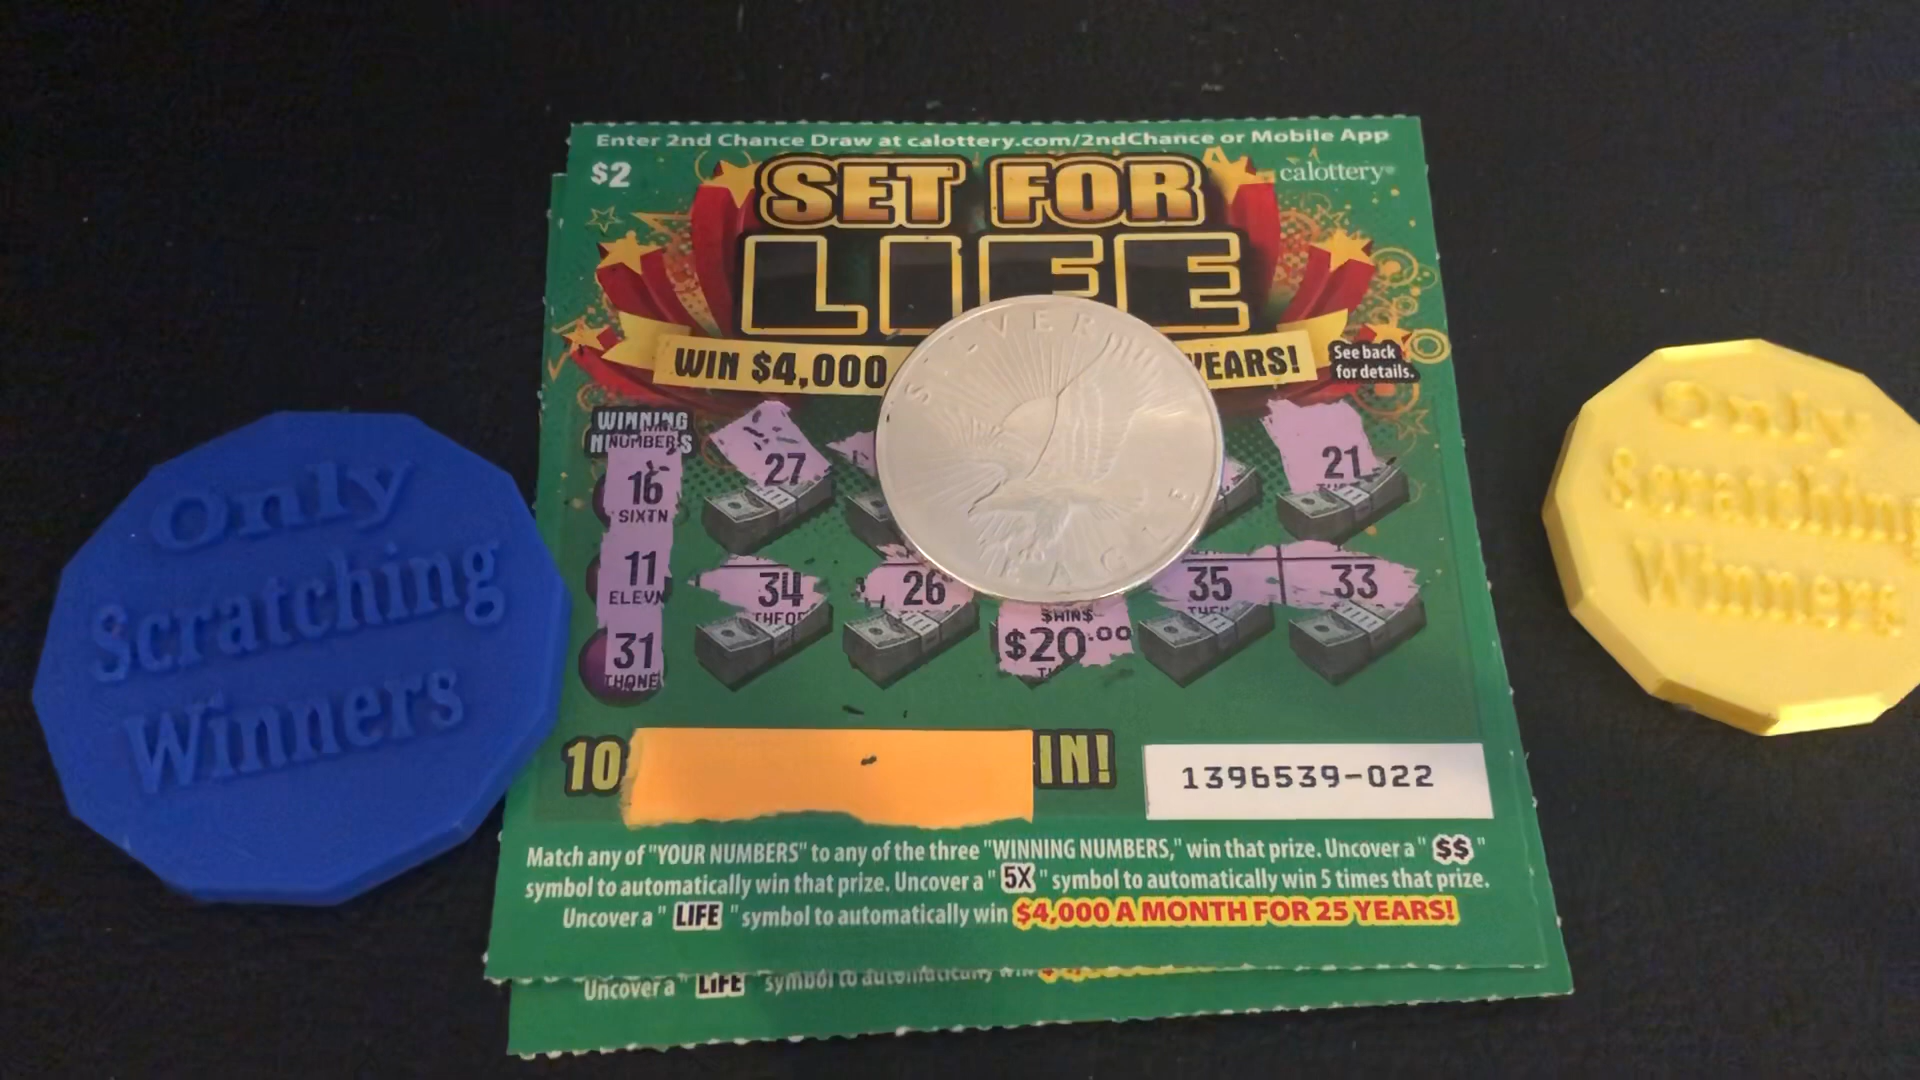 Enter 2nd Chance Draw at calottery.com/2ndChance or Mobile App
$2
calottery
SET FOR
LIFE
WIN $4,000
YEARS!
See back
for details.
WINNING
NUMBERS
27
21
16
SIXTN
11
ELEVN
34
26
35
33
31
THONE
$WIN$
$20.00
10
IN!
1396539-022
Match any of "YOUR NUMBERS" to any of the three "WINNING NUMBERS," win that prize. Uncover a " $$ "
symbol to automatically win that prize. Uncover a " 5X " symbol to automatically win 5 times that prize.
Uncover a " LIFE " symbol to automatically win $4,000 A MONTH FOR 25 YEARS!
Uncover a " LIFE " symbol to automatically win
SILVER
EAGLE
Only
Scratching
Winners
Only
Scratching
Winners